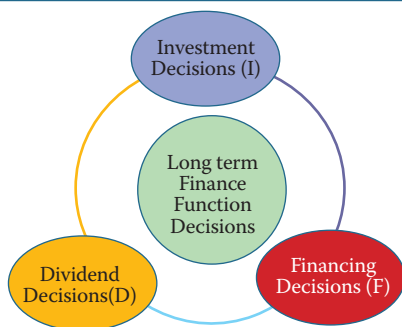 Investment
Decisions (I)
Long term
Finance
Function
Decisions
Dividend
Decisions(D)
Financing
Decisions (F)